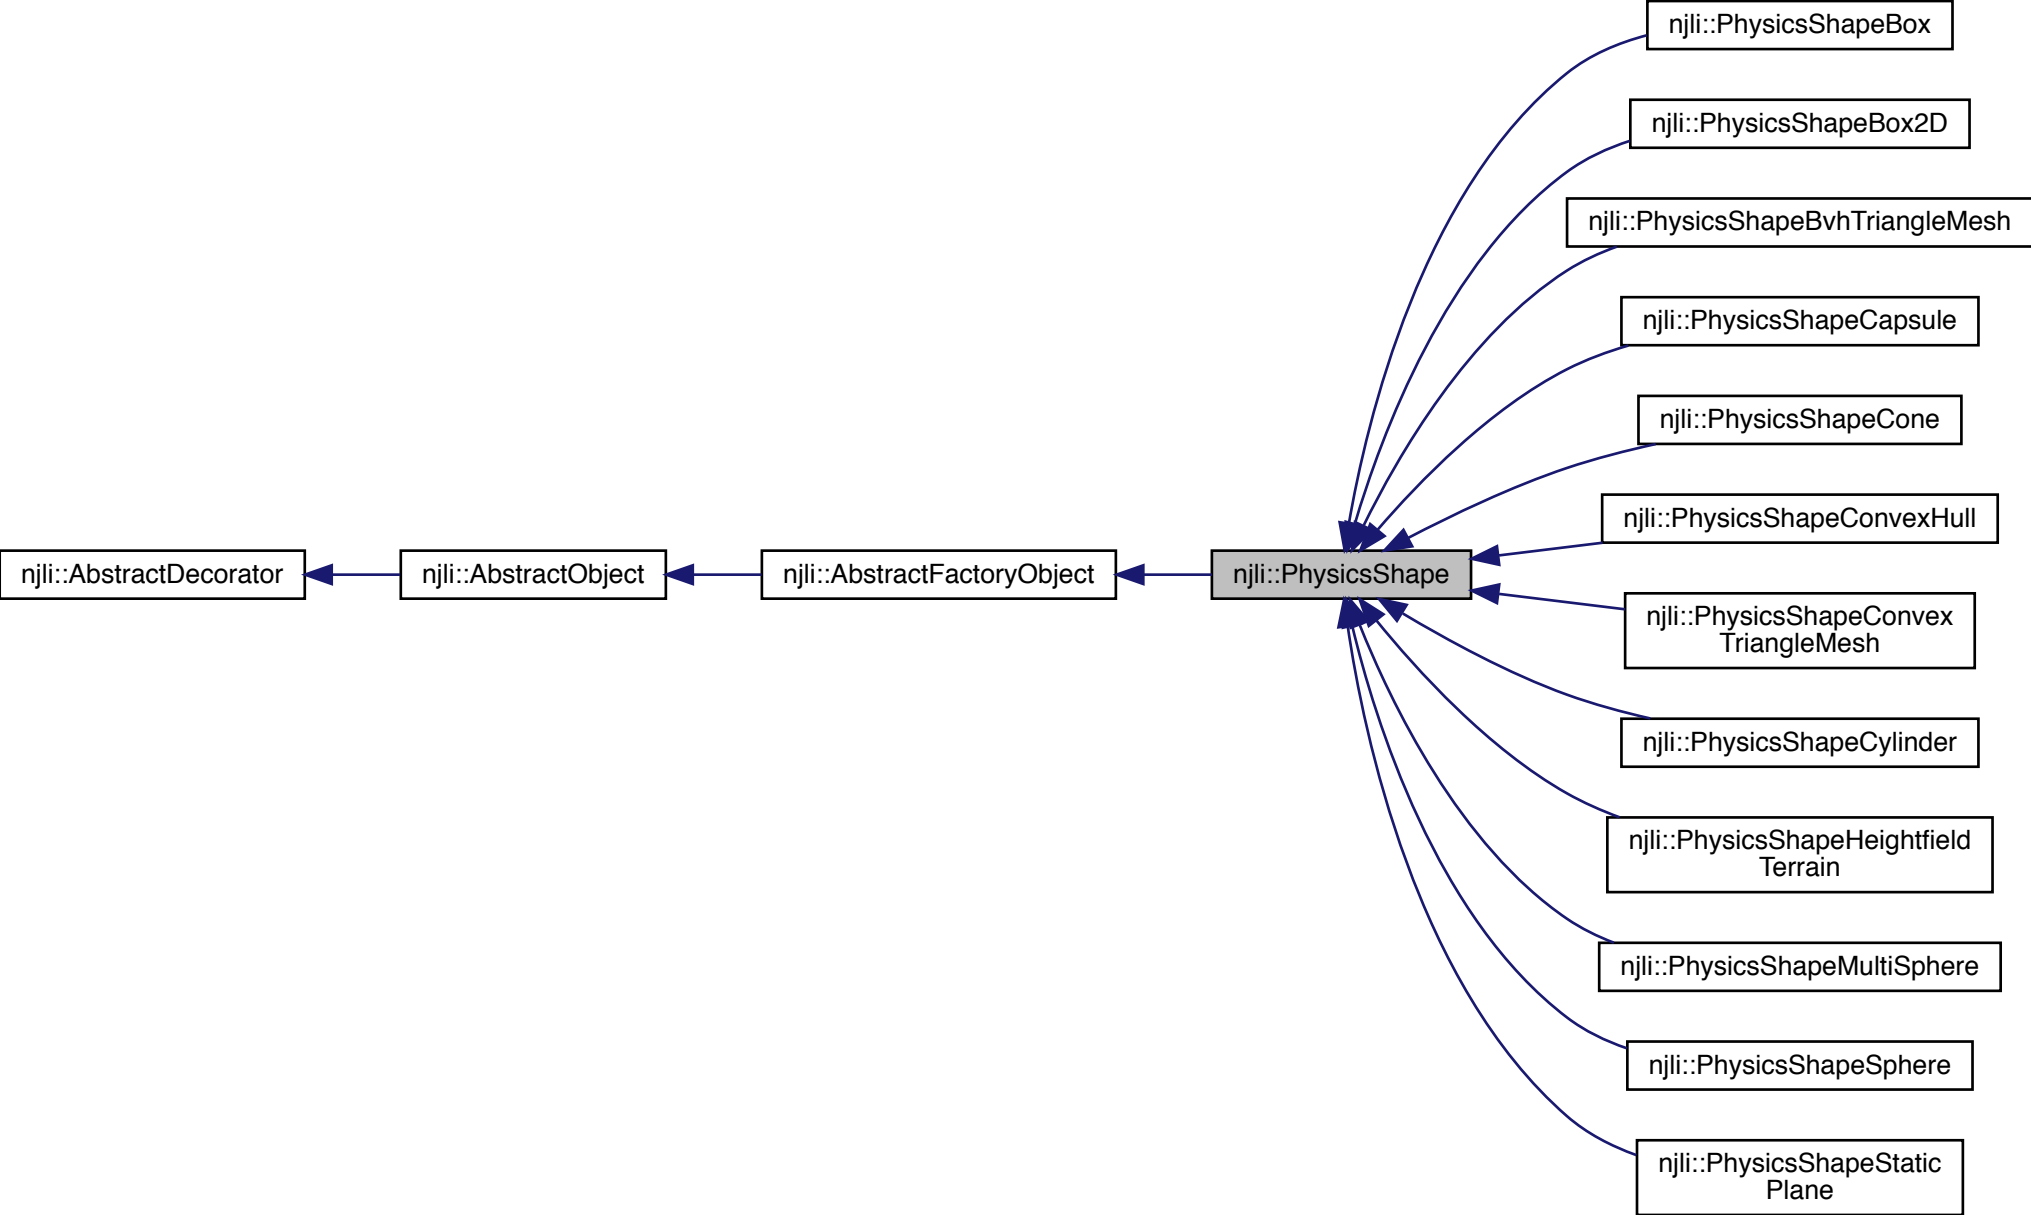 njli::PhysicsShapeBox
njli::PhysicsShapeBox2D
njli::PhysicsShapeBvhTriangleMesh
njli::PhysicsShapeCapsule
njli::PhysicsShapeCone
njli::PhysicsShapeConvexHull
njli::AbstractDecorator
njli::AbstractObject
njli::AbstractFactoryObject
njli::PhysicsShape
njli::PhysicsShapeConvex
TriangleMesh
njli::PhysicsShapeCylinder
njli::PhysicsShapeHeightfield
Terrain
njli::PhysicsShapeMultiSphere
njli::PhysicsShapeSphere
njli::PhysicsShapeStatic
Plane